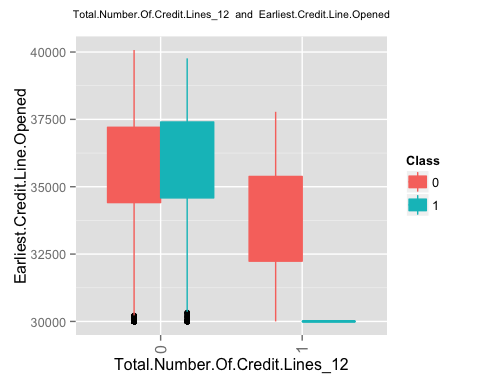 Total.Number.Of.Credit.Lines_12 and Earliest.Credit.Line.Opened
Earliest.Credit.Line.Opened
40000
37500
35000
32500
30000
0
1
Total.Number.Of.Credit.Lines_12
Class
0
1